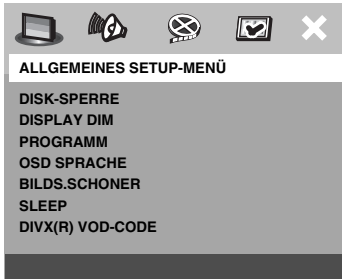 ALLGEMEINES SETUP-MENÜ
DISK-SPERRE
DISPLAY DIM
PROGRAMM
OSD SPRACHE
BILDS.SCHONER
SLEEP
DIVX(R) VOD-CODE